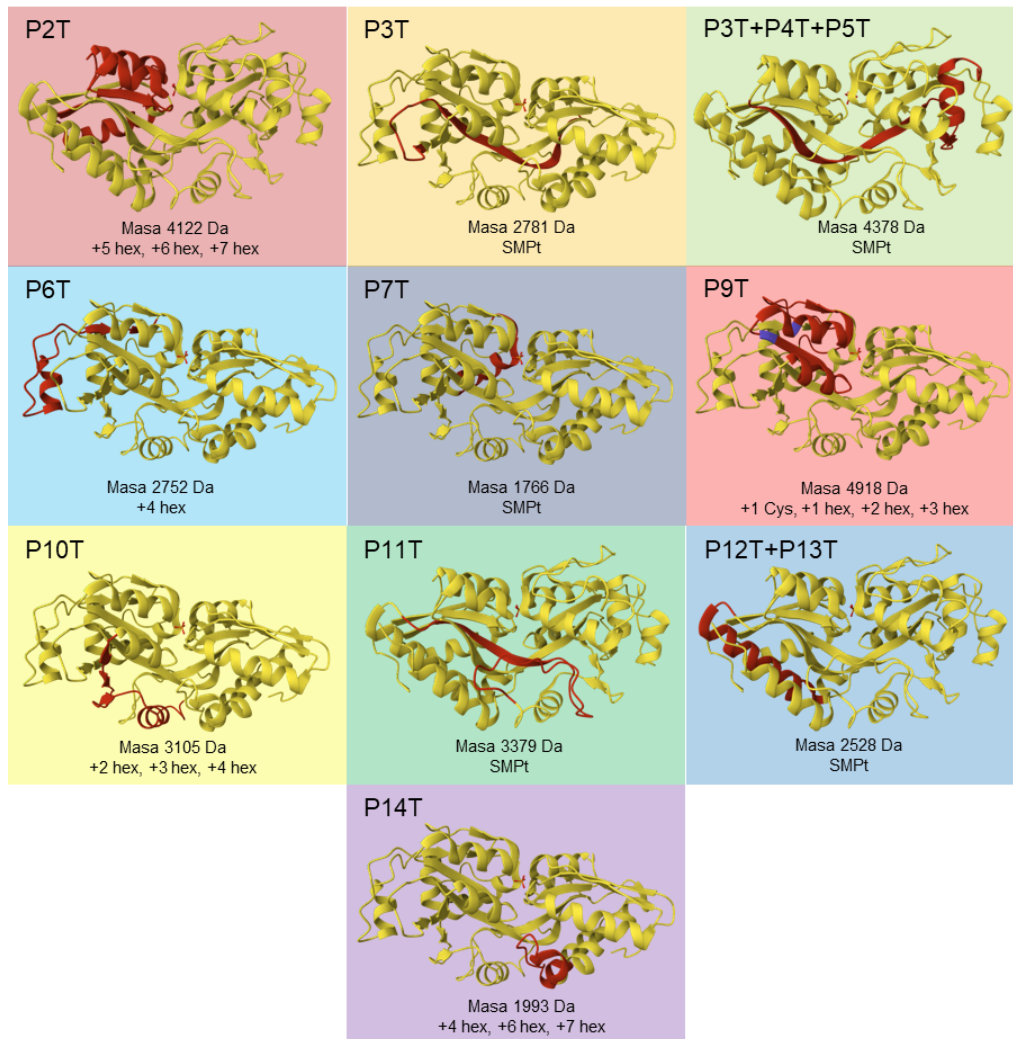 P2T
Masa 4122 Da
+5 hex, +6 hex, +7 hex
P3T
Masa 2781 Da
SMPt
P3T+P4T+P5T
Masa 4378 Da
SMPt
P6T
Masa 2752 Da
+4 hex
P7T
Masa 1766 Da
SMPt
P9T
Masa 4918 Da
+1 Cys, +1 hex, +2 hex, +3 hex
P10T
Masa 3105 Da
+2 hex, +3 hex, +4 hex
P11T
Masa 3379 Da
SMPt
P12T+P13T
Masa 2528 Da
SMPt
P14T
Masa 1993 Da
+4 hex, +6 hex, +7 hex